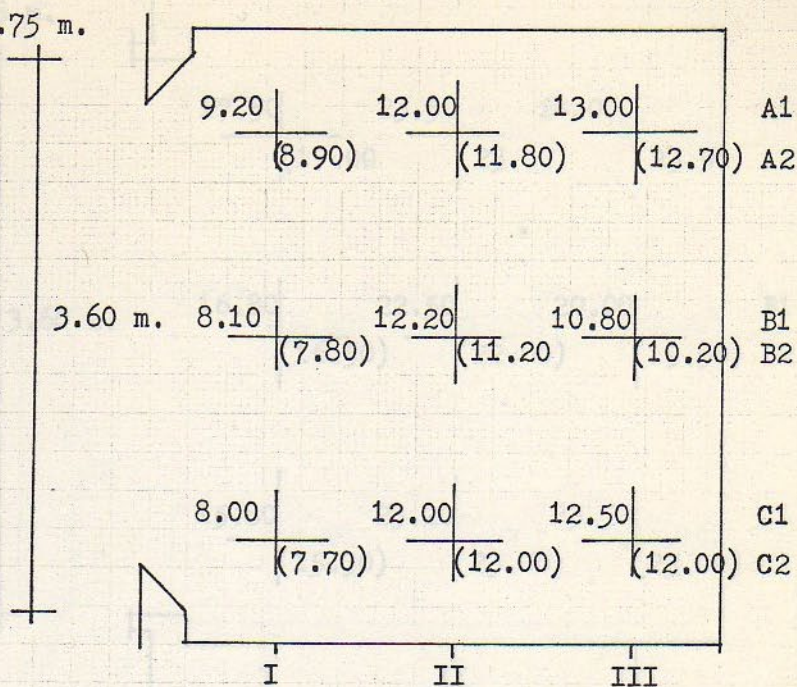 .75 m.
9.20 12.00 13.00 A1
(8.90) (11.80) (12.70) A2
3.60 m. 8.10 12.20 10.80 B1
(7.80) (11.20 (10.20) B2
8.00 12.00 12.50 C1
(7.70) (12.00) (12.00) C2
I II III